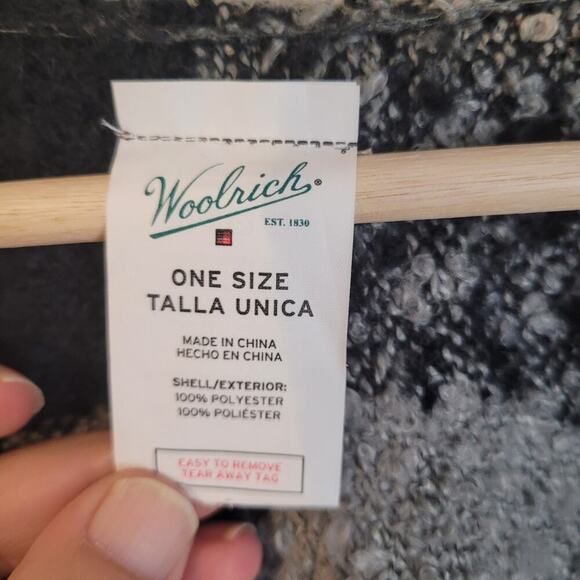 Woolrich®
EST. 1830
ONE SIZE
TALLA UNICA
MADE IN CHINA
HECHO EN CHINA
SHELL/EXTERIOR:
100% POLYESTER
100% POLIÉSTER
EASY TO REMOVE
TEAR AWAY TAG